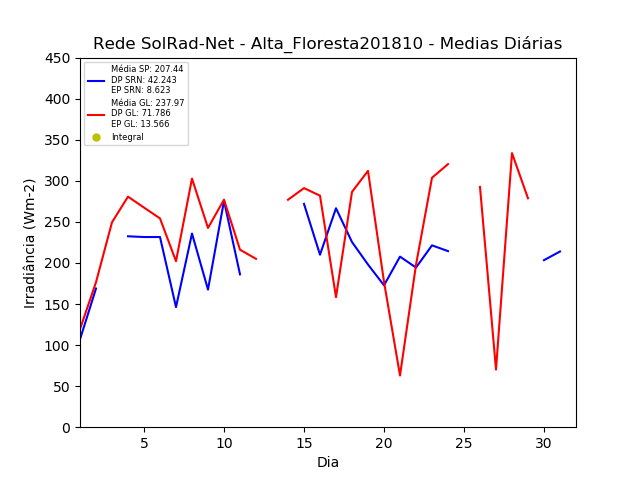 Rede SolRad-Net - Alta_Floresta201810 - Medias Diárias
450
400
350
300
250
200
150
100
50
0
Irradiância (Wm-2)
Média SP: 207.44
DP SRN: 42.243
EP SRN: 8.623
Média GL: 237.97
DP GL: 71.786
EP GL: 13.566
Integral
5
10
15
20
25
30
Dia